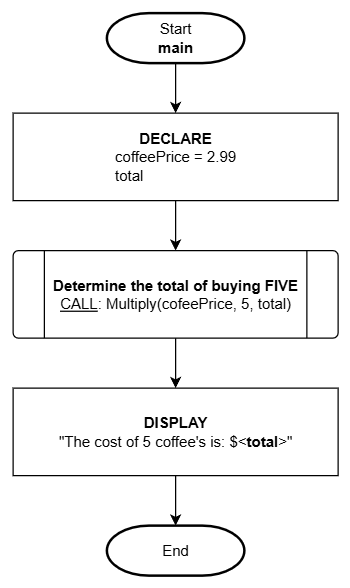 Start
main
DECLARE
coffeePrice = 2.99
total
Determine the total of buying FIVE
CALL: Multiply(cofeePrice, 5, total)
DISPLAY
"The cost of 5 coffee's is: $<total>"
End